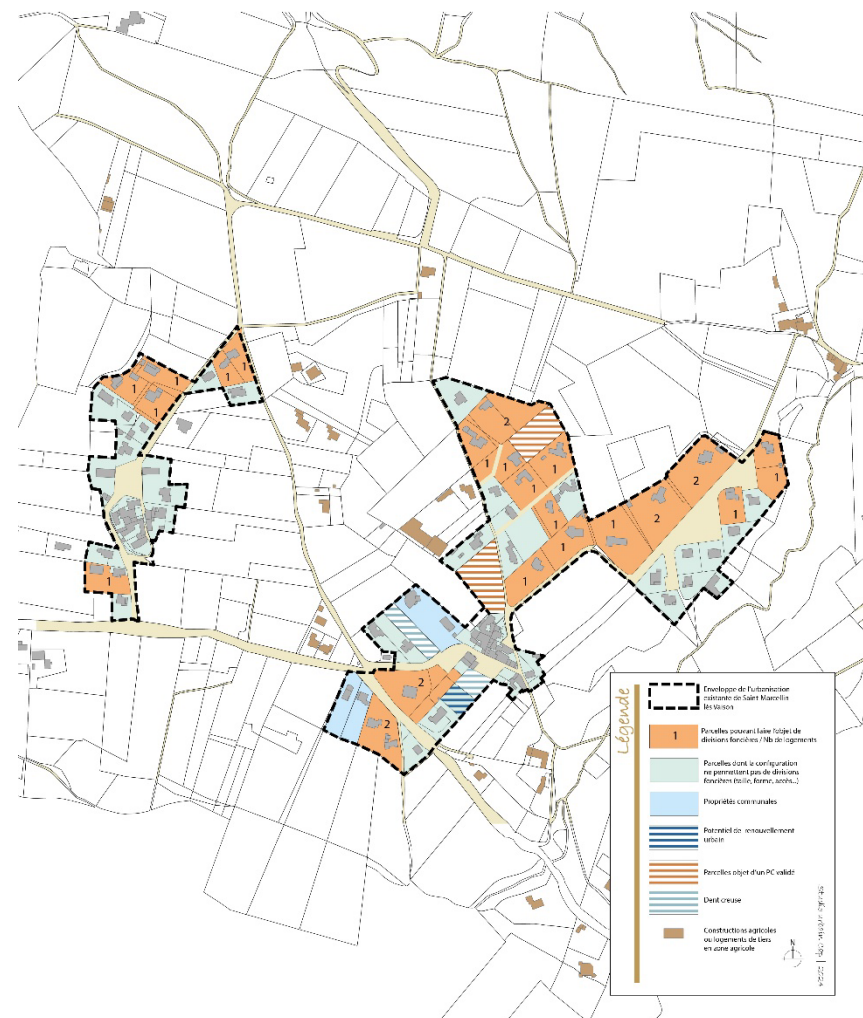 1
1
1
1
1
1
1
2
1
1
1
1
1
1
1
1
2
2
1
1
2
2
Légende
Enveloppe de l'urbanisation
existante de Saint Marcellin
lès Vaison
1
Parcelles pouvant faire l'objet de
divisions foncières / Nb de logements
Parcelles dont la configuration
ne permettent pas de divisions
foncières (taille, forme, accès...)
Propriétés communales
Potentiel de renouvellement
urbain
Parcelles objet d'un PC validé
Dent creuse
Constructions agricoles
ou logements de tiers
en zone agricole
N